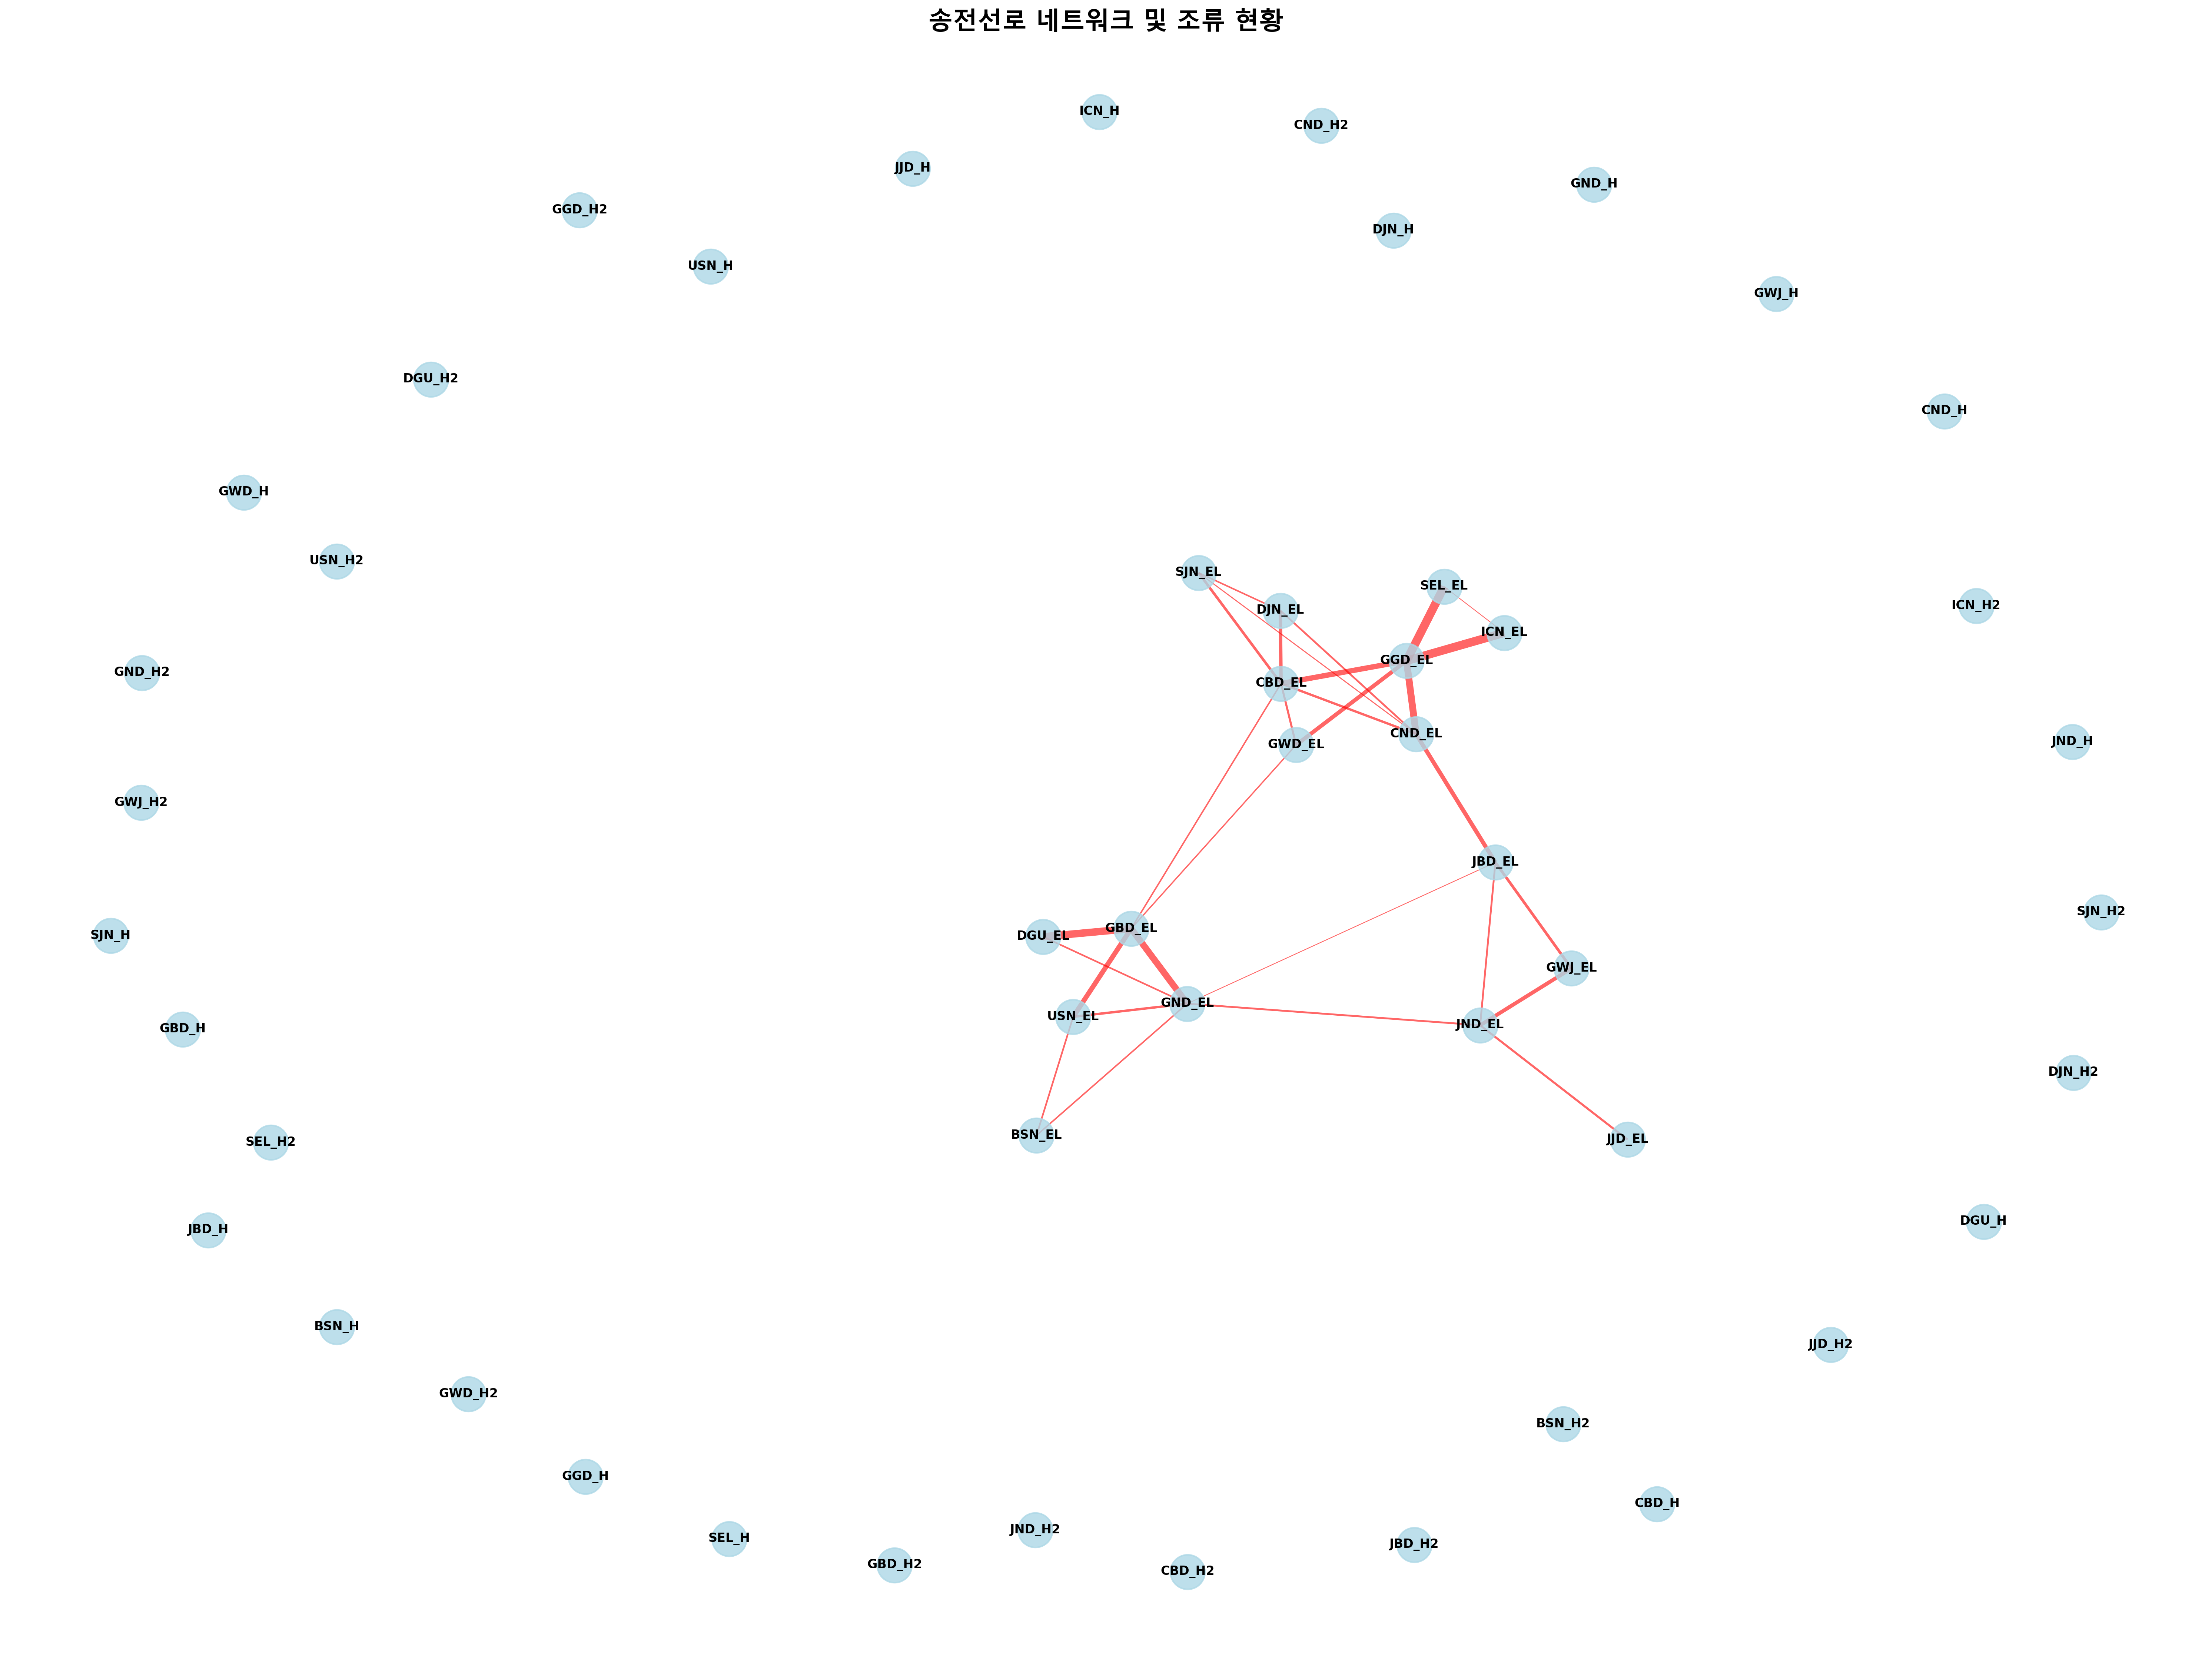 송전선로 네트워크 및 조류 현황
ICN_H
CND_H2
JJD_H
GND_H
GGD_H2
DJN_H
USN_H
GWJ_H
DGU_H2
CND_H
GWD_H
USN_H2
SJN_EL
SEL_EL
ICN_H2
DJN_EL
ICN_EL
GGD_EL
GND_H2
CBD_EL
CND_EL
JND_H
GWD_EL
GWJ_H2
JBD_EL
SJN_H2
GBD_EL
SJN_H
DGU_EL
GWJ_EL
GND_EL
USN_EL
JND_EL
GBD_H
DJN_H2
BSN_EL
JJD_EL
SEL_H2
DGU_H
JBD_H
BSN_H
JJD_H2
GWD_H2
BSN_H2
GGD_H
CBD_H
JND_H2
SEL_H
JBD_H2
GBD_H2
CBD_H2